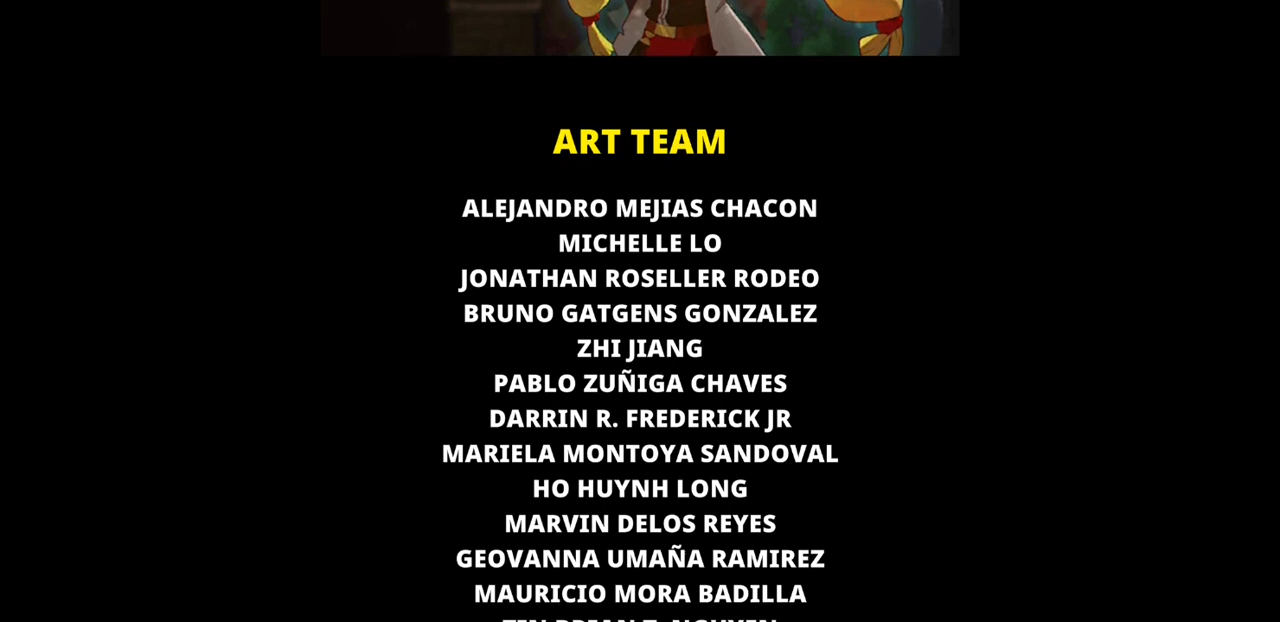 ART TEAM
ALEJANDRO MEJIAS CHACON
MICHELLE LO
JONATHAN ROSELLER RODEO
BRUNO GATGENS GONZALEZ
ZHI JIANG
PABLO ZUÑIGA CHAVES
DARRIN R. FREDERICK JR
MARIELA MONTOYA SANDOVAL
HO HUYNH LONG
MARVIN DELOS REYES
GEOVANNA UMAÑA RAMIREZ
MAURICIO MORA BADILLA